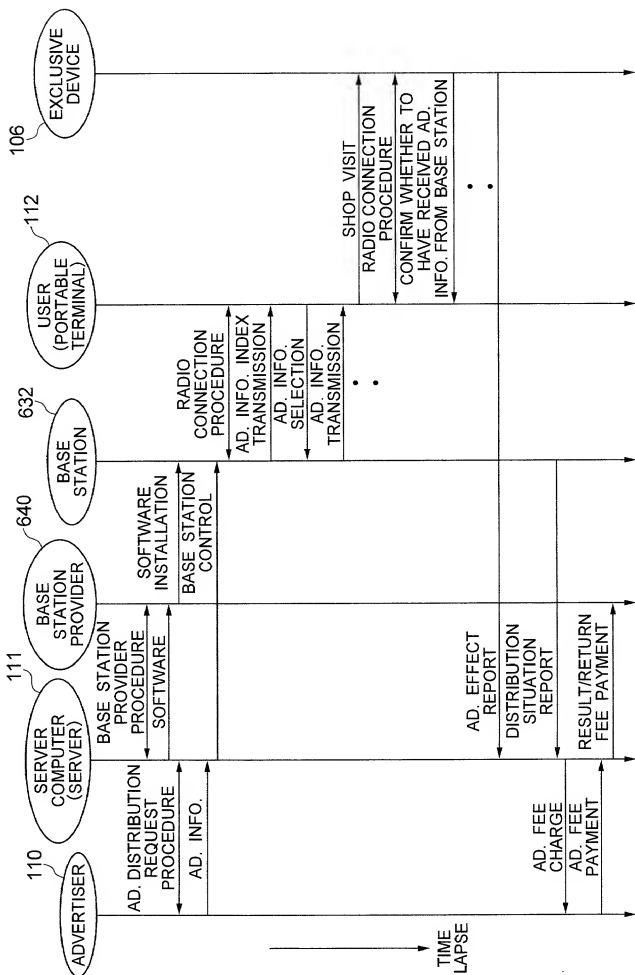 110
ADVERTISER
111
SERVER
COMPUTER
(SERVER)
640
BASE
STATION
PROVIDER
632
BASE
STATION
112
USER
(PORTABLE
TERMINAL)
106
EXCLUSIVE
DEVICE
AD. DISTRIBUTION
REQUEST
PROCEDURE
AD. INFO.
BASE STATION
PROVIDER
PROCEDURE
SOFTWARE
SOFTWARE
INSTALLATION
BASE STATION
CONTROL
RADIO
CONNECTION
PROCEDURE
AD. INFO. INDEX
TRANSMISSION
AD. INFO.
SELECTION
AD. INFO.
TRANSMISSION
SHOP VISIT
RADIO CONNECTION
PROCEDURE
CONFIRM WHETHER TO
HAVE RECEIVED AD.
INFO. FROM BASE STATION
AD. EFFECT
REPORT
DISTRIBUTION
SITUATION
REPORT
AD. FEE
CHARGE
AD. FEE
PAYMENT
RESULT/RETURN
FEE PAYMENT
TIME
LAPSE